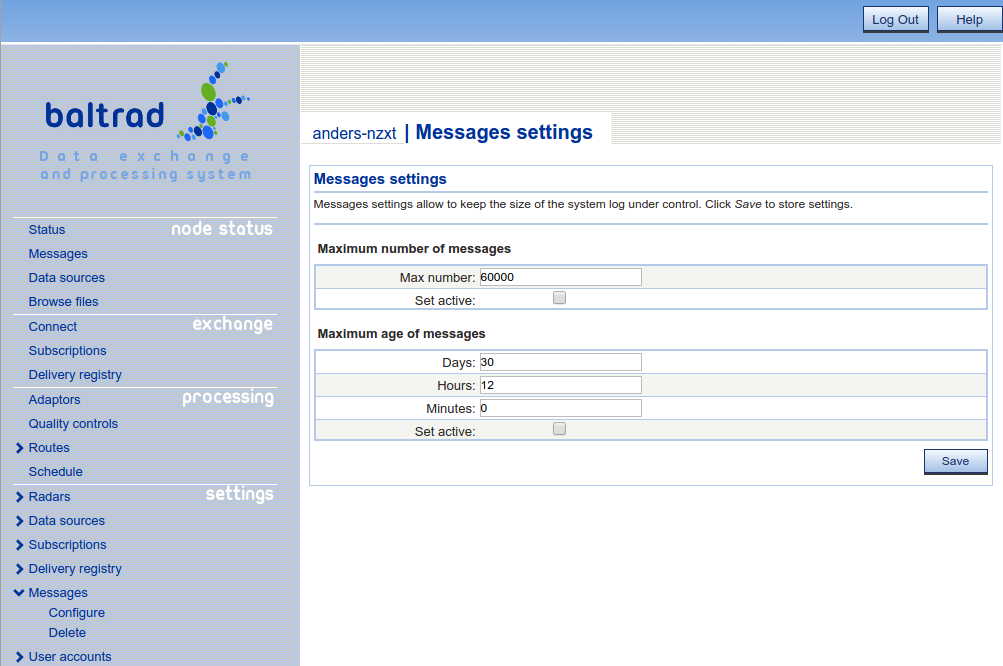 Log Out Help
baltrad
Data exchange
and processing system
anders-nzxt | Messages settings
node status
Status
Messages
Data sources
Browse files
exchange
Connect
Subscriptions
Delivery registry
processing
Adaptors
Quality controls
Routes
Schedule
settings
Radars
Data sources
Subscriptions
Delivery registry
Messages
Configure
Delete
User accounts
Messages settings
Messages settings allow to keep the size of the system log under control. Click Save to store settings.
Maximum number of messages
Max number: 60000
Set active:
Maximum age of messages
Days: 30
Hours: 12
Minutes: 0
Set active:
Save